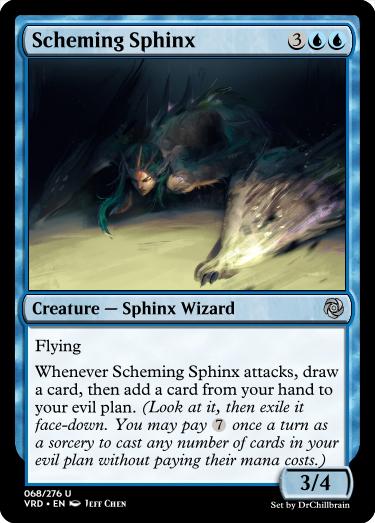 Scheming Sphinx 3
Creature — Sphinx Wizard
Flying
Whenever Scheming Sphinx attacks, draw
a card, then add a card from your hand to
your evil plan. (Look at it, then exile it
face-down. You may pay 7 once a turn as
a sorcery to cast any number of cards in your
evil plan without paying their mana costs.)
3/4
068/276 U
VRD • EN Jeff Chen
Set by DrChillbrain